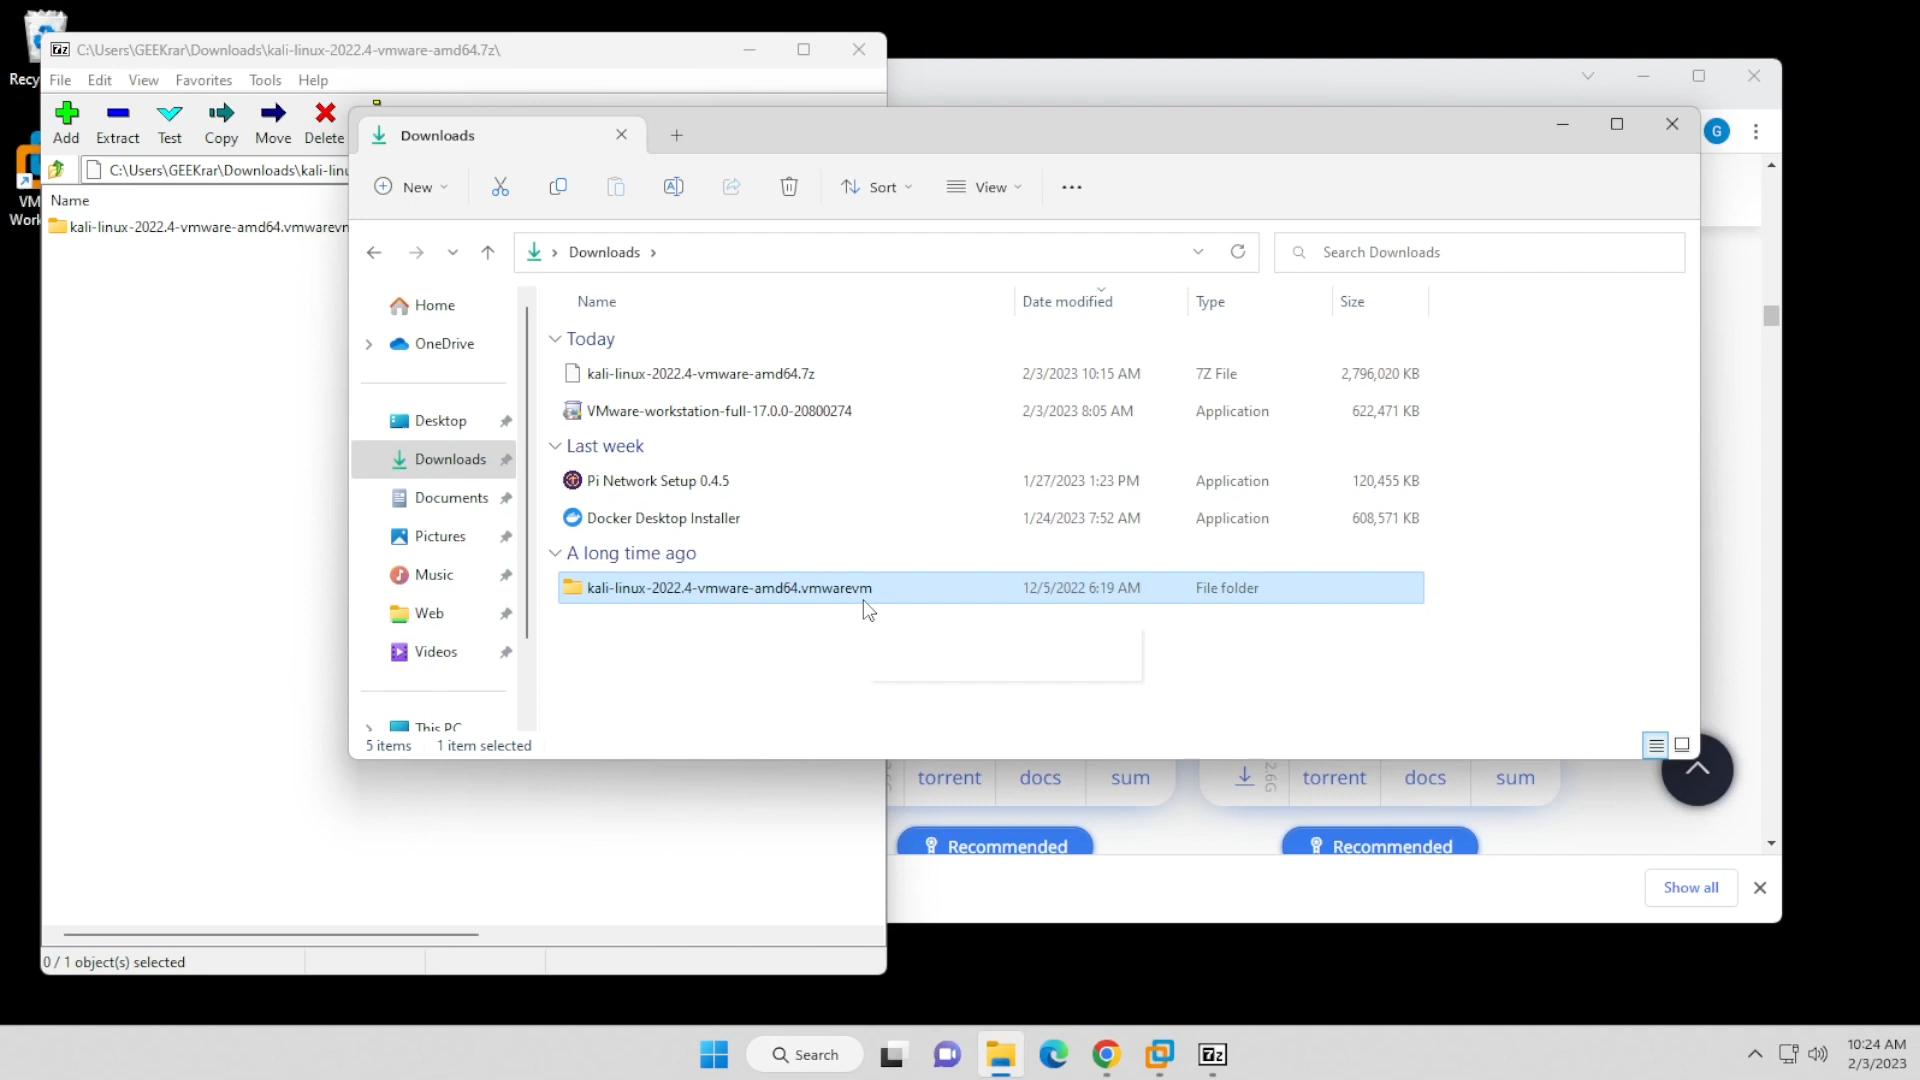 Recy
VM
Work
7z C:\Users\GEEKrar\Downloads\kali-linux-2022.4-vmware-amd64.7z\
File Edit View Favorites Tools Help
Add Extract Test Copy Move Delete
C:\Users\GEEKrar\Downloads\kali-linu
Name
kali-linux-2022.4-vmware-amd64.vmwarevn
0 / 1 object(s) selected
Downloads
G
New Sort View
Downloads
Search Downloads
Home
OneDrive
Desktop
Downloads
Documents
Pictures
Music
Web
Videos
This PC
Name Date modified Type Size
Today
kali-linux-2022.4-vmware-amd64.7z 2/3/2023 10:15 AM 7Z File 2,796,020 KB
VMware-workstation-full-17.0.0-20800274 2/3/2023 8:05 AM Application 622,471 KB
Last week
Pi Network Setup 0.4.5 1/27/2023 1:23 PM Application 120,455 KB
Docker Desktop Installer 1/24/2023 7:52 AM Application 608,571 KB
A long time ago
kali-linux-2022.4-vmware-amd64.vmwarevm 12/5/2022 6:19 AM File folder
5 items 1 item selected
torrent docs sum 2.6G torrent docs sum
Recommended Recommended
Show all
Search
7z
10:24 AM
2/3/2023